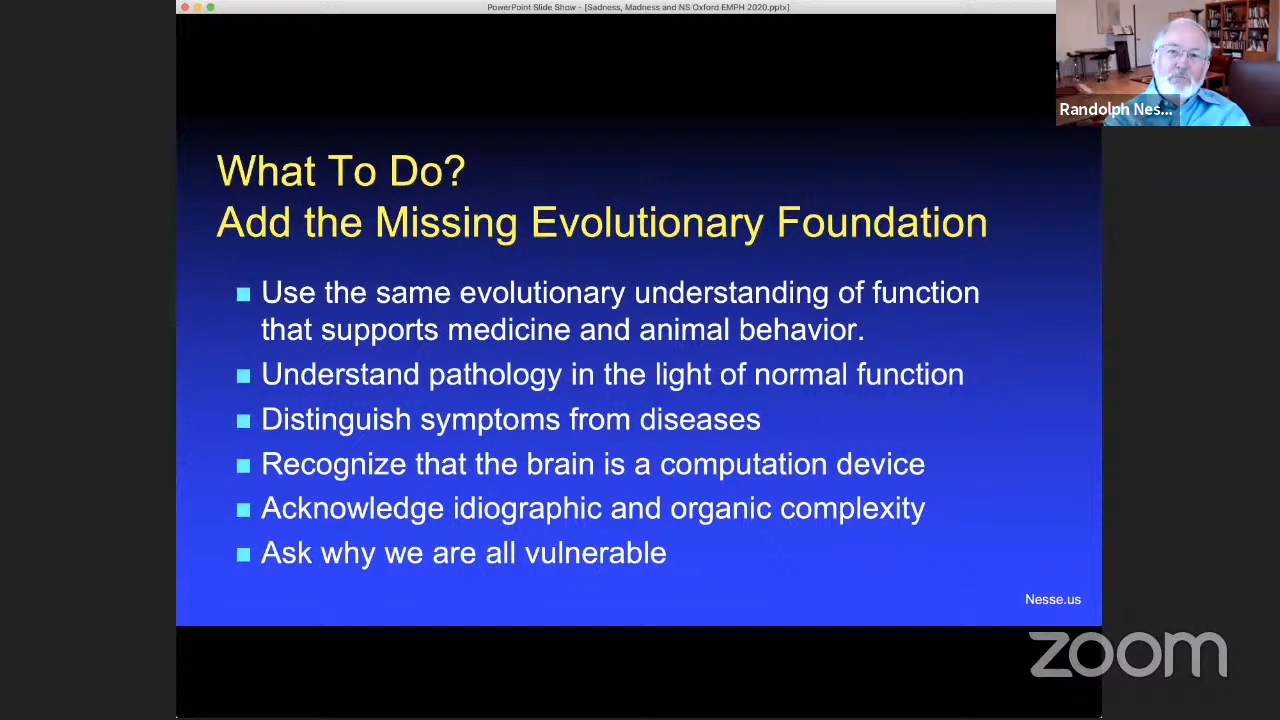 PowerPoint Slide Show - [Sadness, Madness and NS Oxford EMPH 2020.pptx]
Randolph Nes...
What To Do?
Add the Missing Evolutionary Foundation
Use the same evolutionary understanding of function
that supports medicine and animal behavior.
Understand pathology in the light of normal function
Distinguish symptoms from diseases
Recognize that the brain is a computation device
Acknowledge idiographic and organic complexity
Ask why we are all vulnerable
Nesse.us
zoom